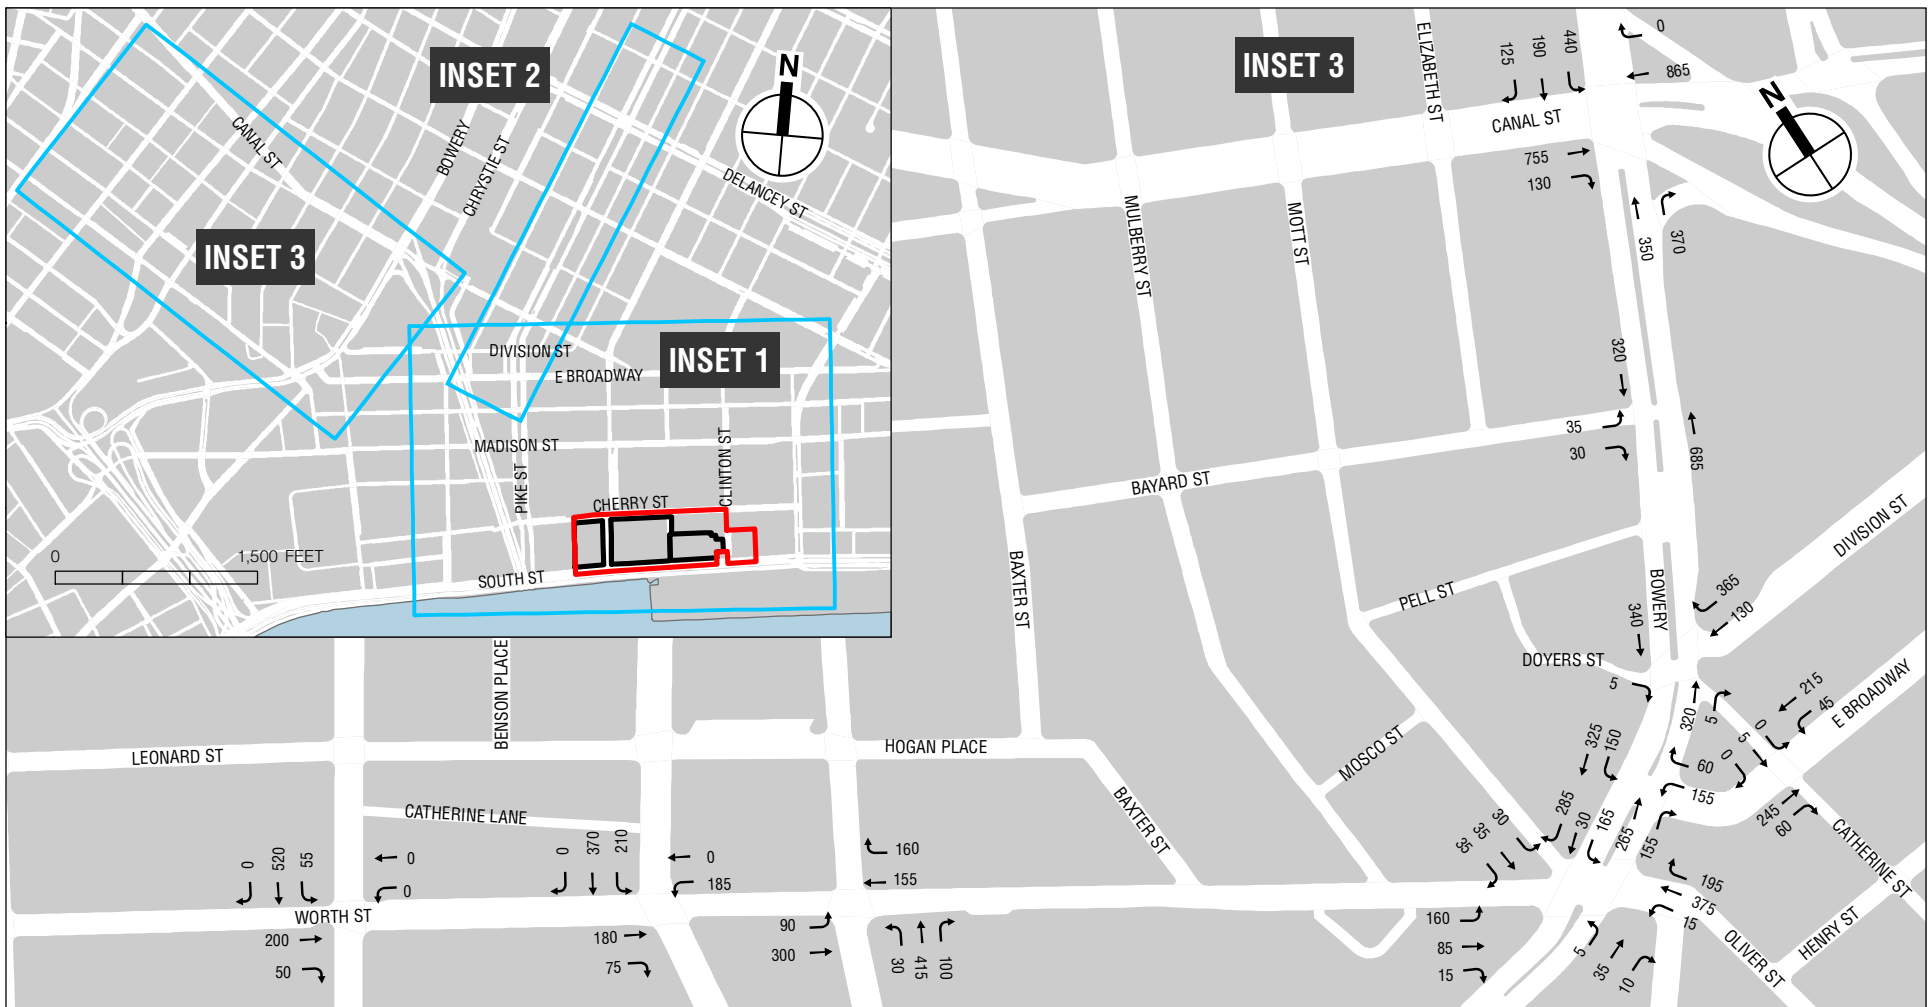 INSET 2
N
CANAL ST
BOWERY
CHRYSTIE ST
DELANCEY ST
INSET 3
DIVISION ST
INSET 1
E BROADWAY
MADISON ST
PIKE ST
CLINTON ST
CHERRY ST
0
1,500 FEET
SOUTH ST
INSET 3
N
ELIZABETH ST
125
190
440
0
865
CANAL ST
755
130
350
370
MULBERRY ST
MOTT ST
320
35
30
685
BAYARD ST
BAXTER ST
PELL ST
BOWERY
DIVISION ST
365
130
340
DOYERS ST
5
215
45
E BROADWAY
320
5
0
5
0
325
150
60
155
245
60
CATHERINE ST
MOSCO ST
BENSON PLACE
LEONARD ST
HOGAN PLACE
CATHERINE LANE
BAXTER ST
285
30
165
265
155
30
35
35
0
520
55
0
0
0
370
210
0
185
160
155
WORTH ST
200
50
180
75
90
300
30
415
100
160
85
15
195
375
15
5
35
10
OLIVER ST
HENRY ST